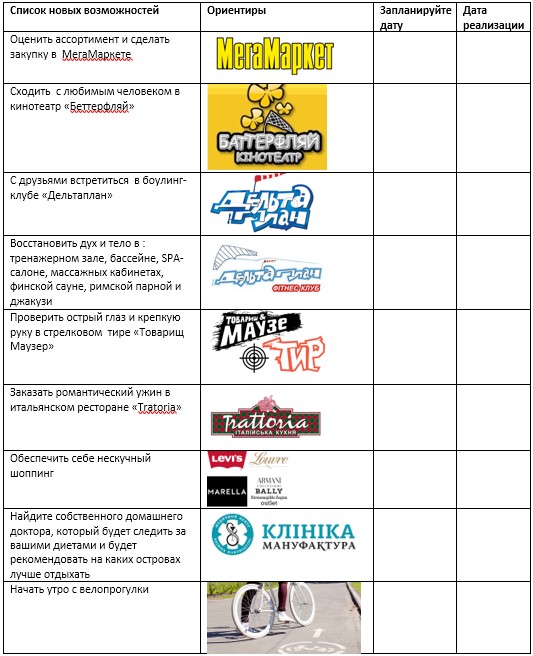 Список новых возможностей
Ориентиры
Запланируйте
дату
Дата
реализации
Оценить ассортимент и сделать
закупку в МегаМаркете
МегаМаркет
Сходить с любимым человеком в
кинотеатр «Беттерфляй»
БАТТЕРФЛЯЙ
КІНОТЕАТР
С друзьями встретиться в боулинг-
клубе «Дельтаплан»
Дельта
план
Восстановить дух и тело в :
тренажерном зале, бассейне, SPA-
салоне, массажных кабинетах,
финской сауне, римской парной и
джакузи
Дельта план
ФІТНЕС КЛУБ
Проверить острый глаз и крепкую
руку в стрелковом тире «Товарищ
Маузер»
ТОВАРИШ
& МАУЗЕ
ТИР
Заказать романтический ужин в
итальянском ресторане «Tratoria»
Trattoria
ІТАЛІЙСЬКА КУХНЯ
Обеспечить себе нескучный
шоппинг
LEVI'S
Louvre
MARELLA
ARMANI
BALLY
Ermenegildo Zegna
outlet
Найдите собственного домашнего
доктора, который будет следить за
вашими диетами и будет
рекомендовать на каких островах
лучше отдыхать
КЛІНІКА
МАНУФАКТУРА
Начать утро с велопрогулки